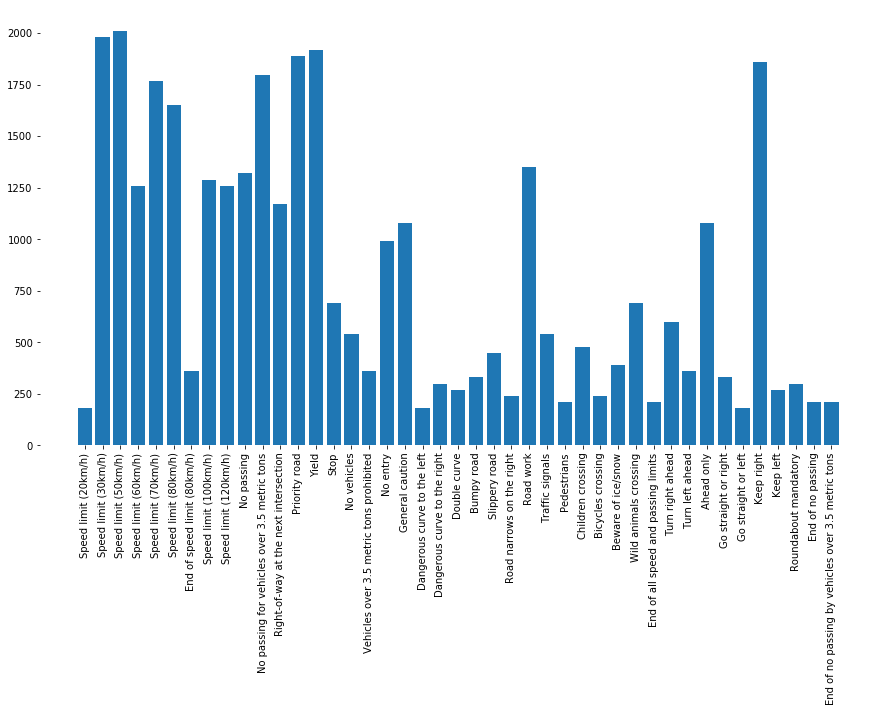 2000
1750
1500
1250
1000
750
500
250
0
Speed limit (20km/h)
Speed limit (30km/h)
Speed limit (50km/h)
Speed limit (60km/h)
Speed limit (70km/h)
Speed limit (80km/h)
End of speed limit (80km/h)
Speed limit (100km/h)
Speed limit (120km/h)
No passing
No passing for vehicles over 3.5 metric tons
Right-of-way at the next intersection
Priority road
Yield
Stop
No vehicles
Vehicles over 3.5 metric tons prohibited
No entry
General caution
Dangerous curve to the left
Dangerous curve to the right
Double curve
Bumpy road
Slippery road
Road narrows on the right
Road work
Traffic signals
Pedestrians
Children crossing
Bicycles crossing
Beware of ice/snow
Wild animals crossing
End of all speed and passing limits
Turn right ahead
Turn left ahead
Ahead only
Go straight or right
Go straight or left
Keep right
Keep left
Roundabout mandatory
End of no passing
End of no passing by vehicles over 3.5 metric tons